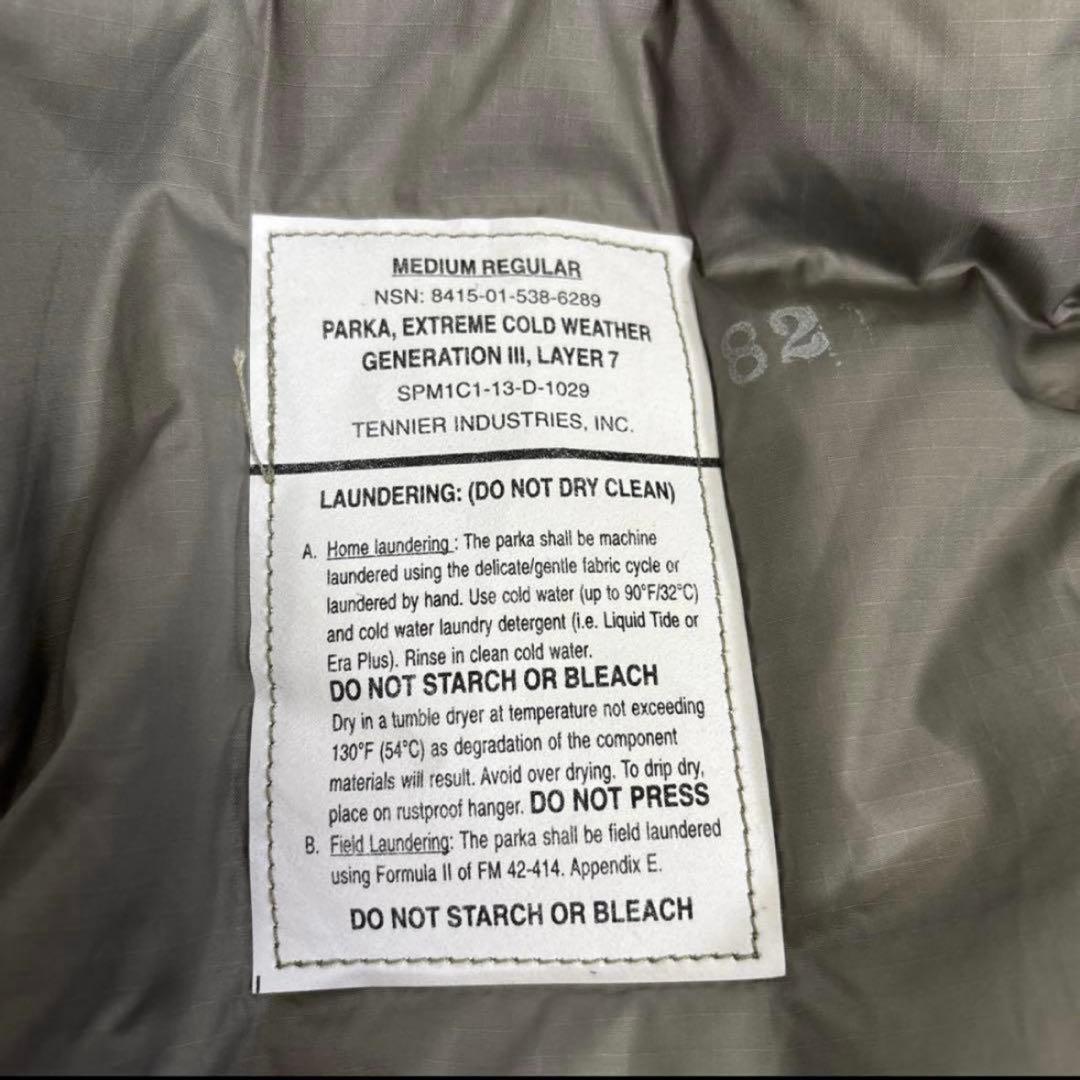 MEDIUM REGULAR
NSN: 8415-01-538-6289
PARKA, EXTREME COLD WEATHER
GENERATION III, LAYER 7
SPM1C1-13-D-1029
TENNIER INDUSTRIES, INC.
82
LAUNDERING: (DO NOT DRY CLEAN)
A. Home laundering : The parka shall be machine
laundered using the delicate/gentle fabric cycle or
laundered by hand. Use cold water (up to 90°F/32°C)
and cold water laundry detergent (i.e. Liquid Tide or
Era Plus). Rinse in clean cold water.
DO NOT STARCH OR BLEACH
Dry in a tumble dryer at temperature not exceeding
130°F (54°C) as degradation of the component
materials will result. Avoid over drying. To drip dry,
place on rustproof hanger. DO NOT PRESS
B. Field Laundering: The parka shall be field laundered
using Formula II of FM 42-414. Appendix E.
DO NOT STARCH OR BLEACH